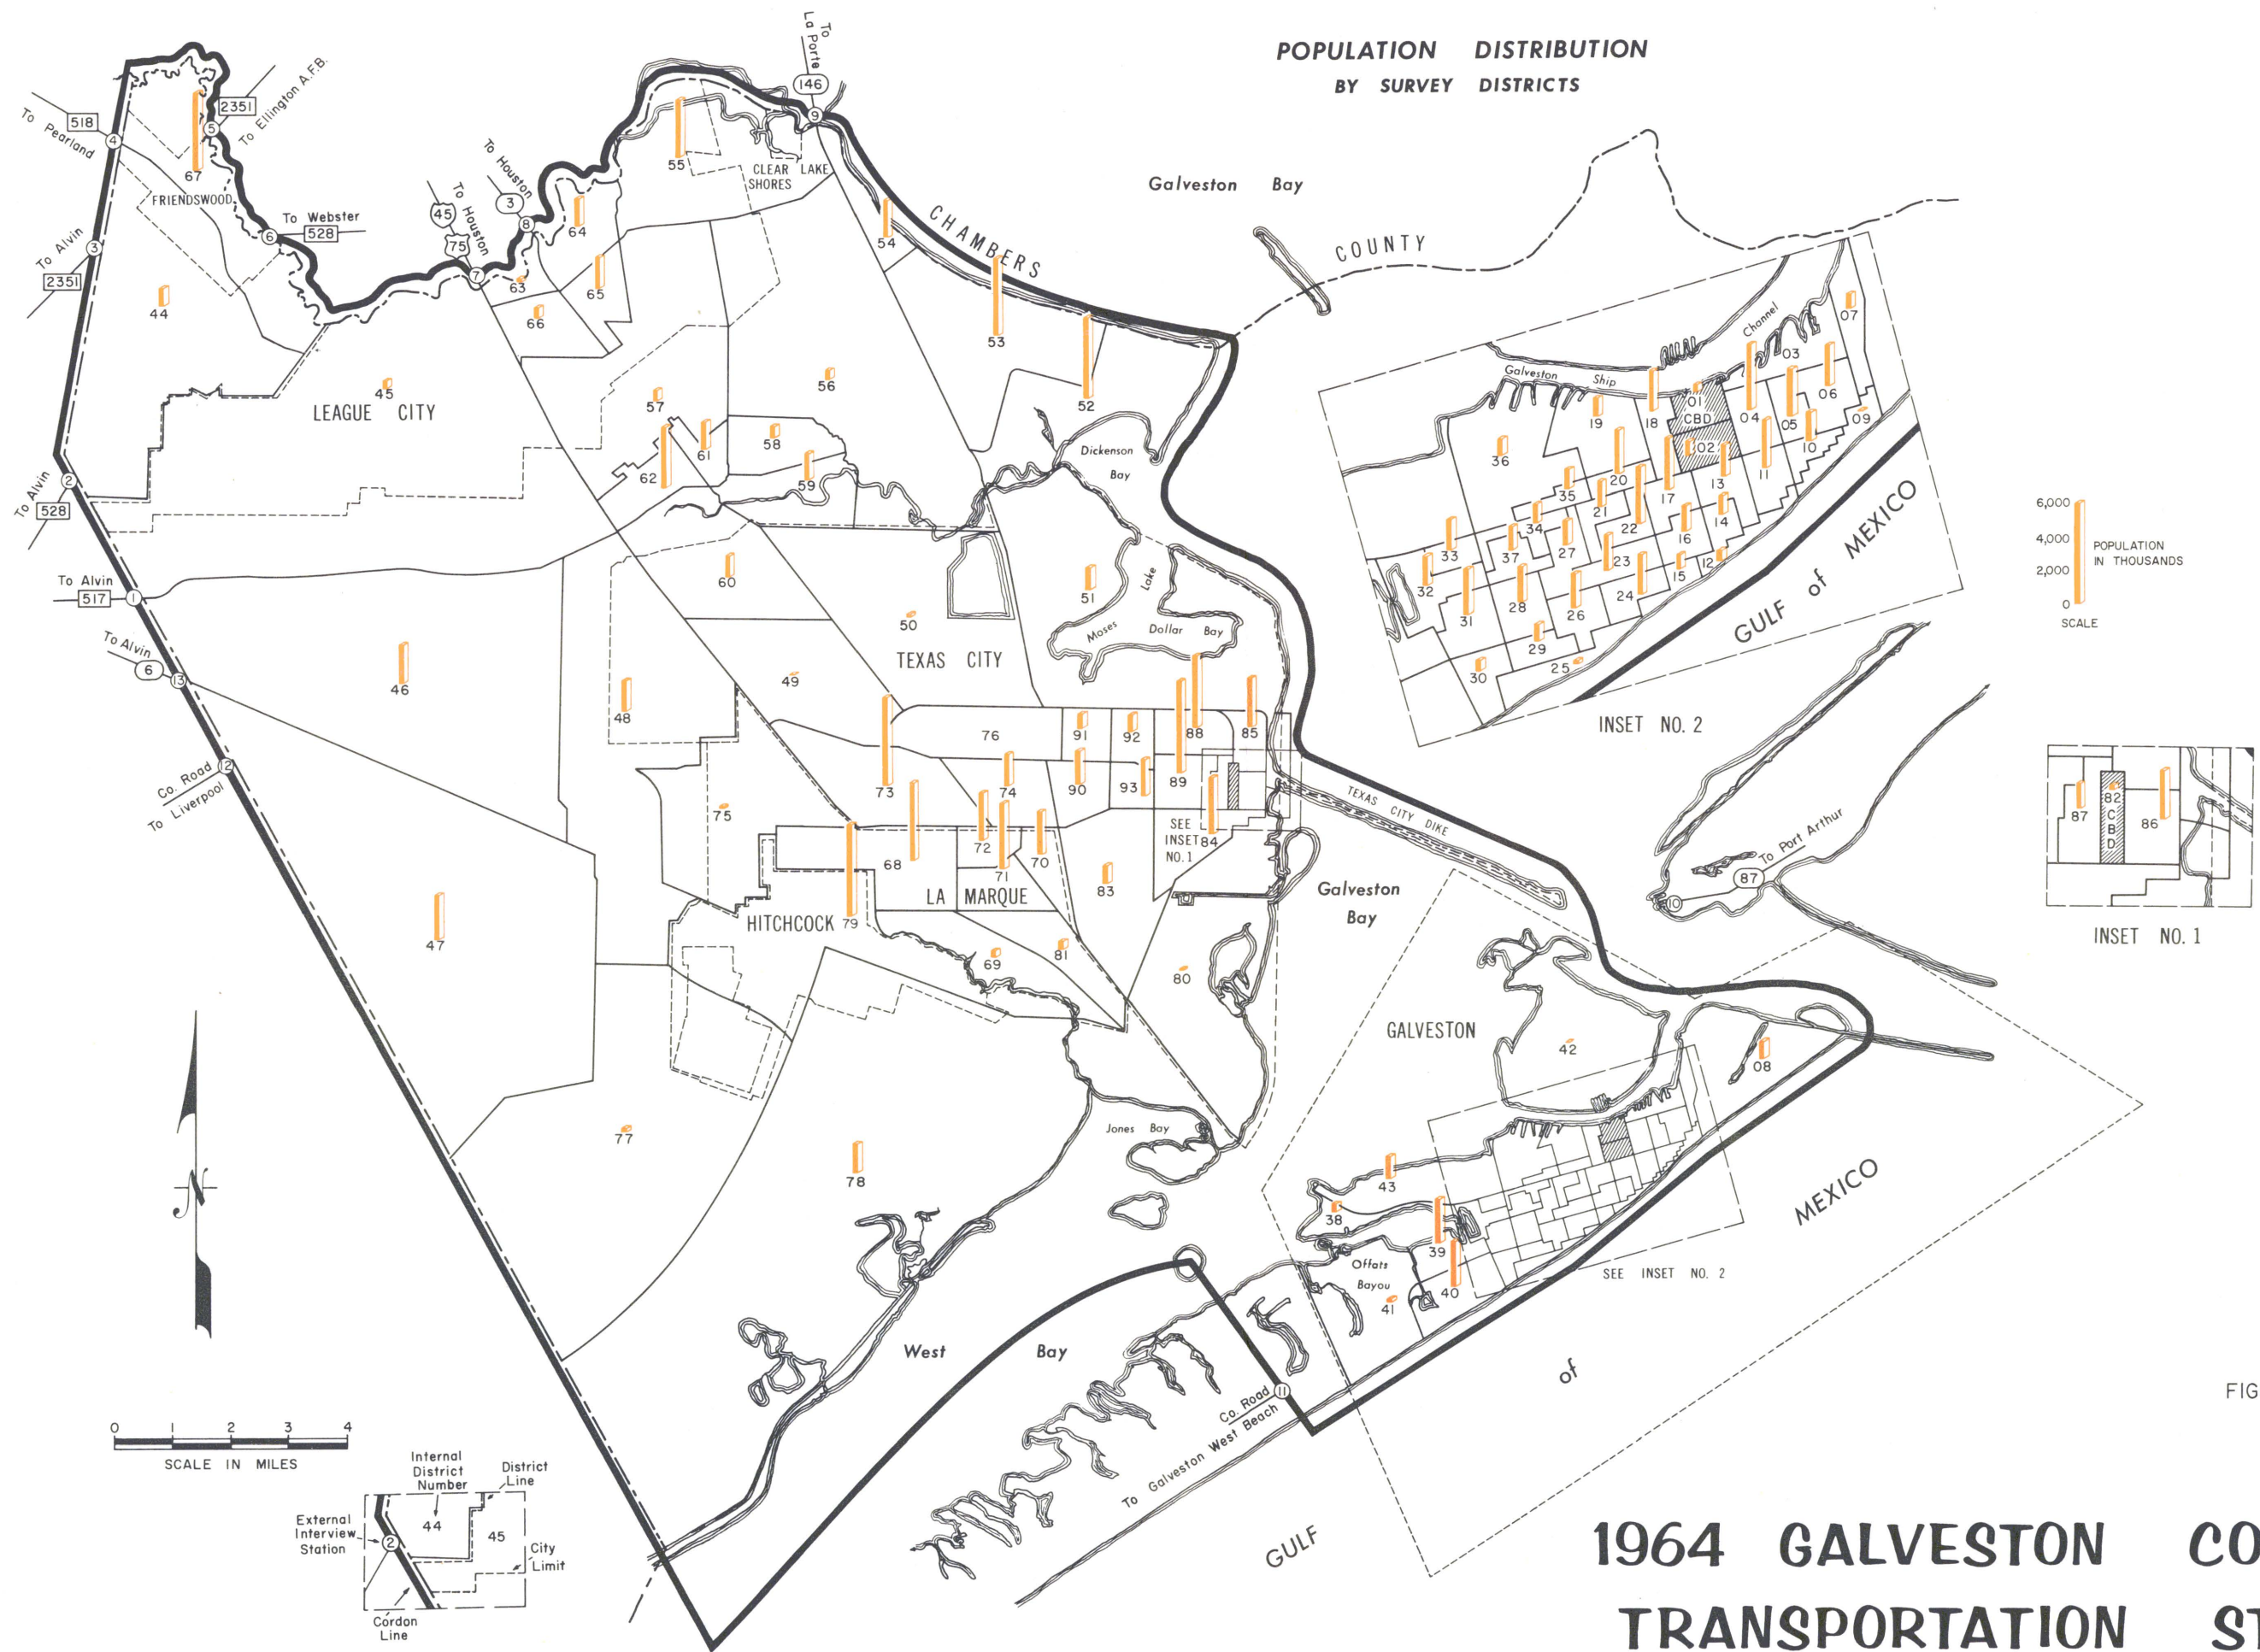 POPULATION DISTRIBUTION
BY SURVEY DISTRICTS
To La Porte
146
9
2351
To Ellington A.F.B.
518
To Pearland
4
5
67
FRIENDSWOOD
To Houston
3
8
To Houston
45
75
7
To Webster
528
6
To Alvin
3
2351
44
55
CLEAR LAKE
SHORES
64
65
63
66
54
CHAMBERS
COUNTY
Galveston Bay
53
52
45
LEAGUE CITY
57
56
58
61
62
59
Dickenson
Bay
To Alvin
2
528
To Alvin
517
1
To Alvin
6
13
60
50
51
Moses Lake
Dollar Bay
TEXAS CITY
46
48
49
Co. Road
12
To Liverpool
73
76
74
91
92
90
93
88
89
85
75
68
72
71
70
SEE
INSET
NO. 1
84
83
TEXAS CITY DIKE
LA MARQUE
HITCHCOCK
79
47
69
81
80
Galveston
Bay
77
78
Jones Bay
GALVESTON
42
08
43
38
39
40
41
Offats
Bayou
SEE INSET NO. 2
West Bay
Co. Road
11
To Galveston West Beach
GULF of MEXICO
10
87
To Port Arthur
Galveston Ship Channel
07
03
06
01
CBD
04
05
09
18
19
36
02
10
11
35
20
17
13
21
22
14
34
16
33
37
27
23
15
12
32
31
28
26
24
29
30
25
GULF of MEXICO
INSET NO. 2
6,000
4,000
2,000
0
POPULATION
IN THOUSANDS
SCALE
87
82
C
B
D
86
INSET NO. 1
N
0 1 2 3 4
SCALE IN MILES
Internal
District
Number
District
Line
44
45
External
Interview
Station
2
City
Limit
Cordon
Line
FIG
1964 GALVESTON CO
TRANSPORTATION ST